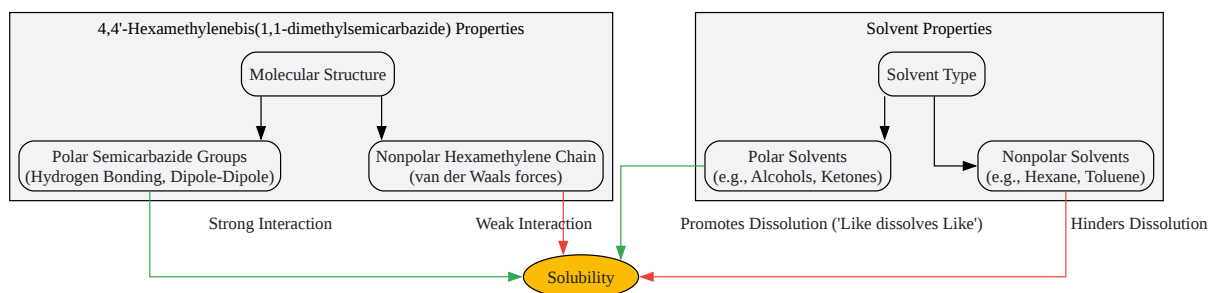 4,4'-Hexamethylenebis(1,1-dimethylsemicarbazide) Properties
Molecular Structure
Polar Semicarbazide Groups
(Hydrogen Bonding, Dipole-Dipole)
Nonpolar Hexamethylene Chain
(van der Waals forces)
Solvent Properties
Solvent Type
Polar Solvents
(e.g., Alcohols, Ketones)
Nonpolar Solvents
(e.g., Hexane, Toluene)
Strong Interaction
Weak Interaction
Promotes Dissolution ('Like dissolves Like')
Hinders Dissolution
Solubility